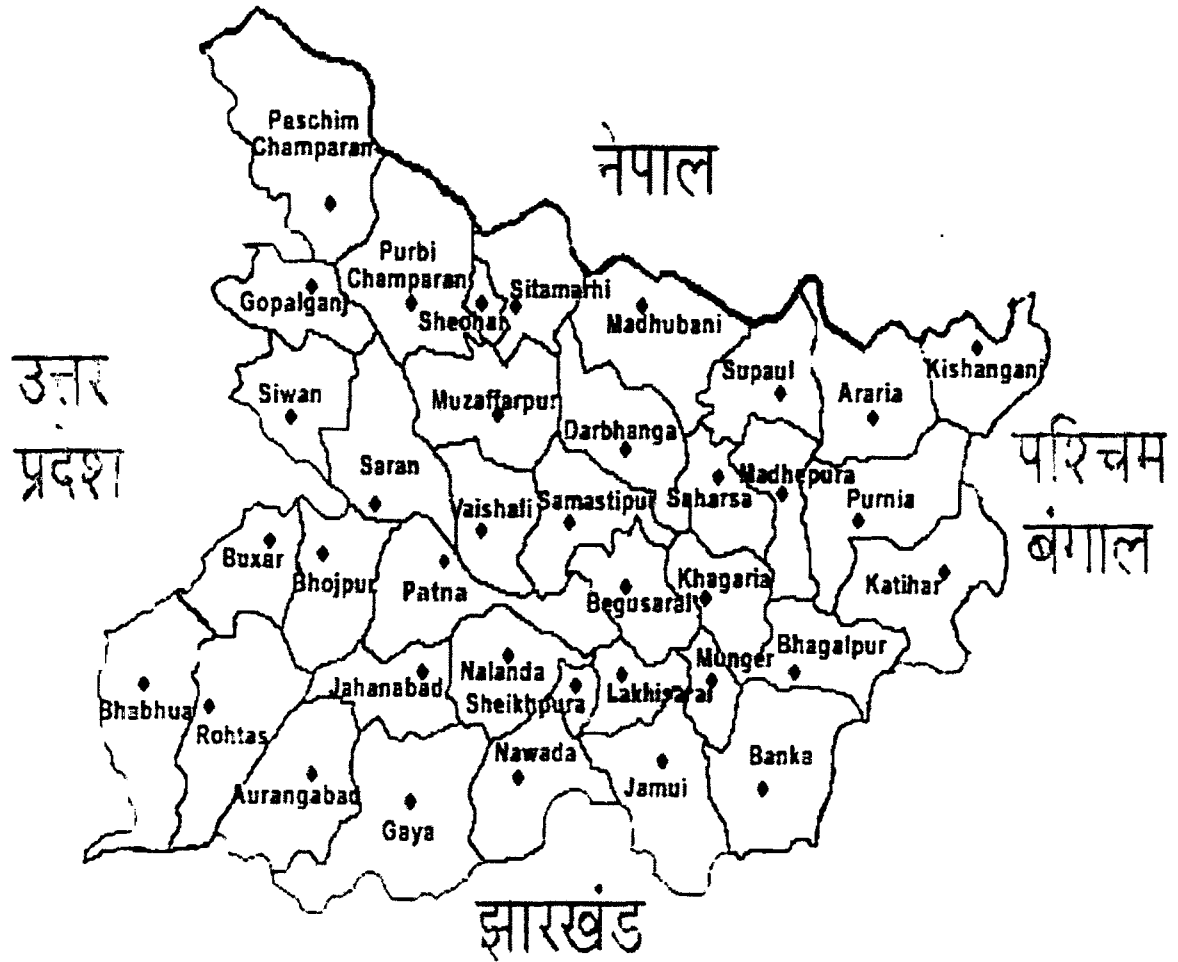 Paschim
Champaran
नेपाल
Purbi
Champaran
Gopalganj
Sheohar
Sitamarhi
Madhubani
उत्तर
प्रदेश
Siwan
Muzaffarpur
Darbhanga
Supaul
Araria
Kishanganj
Saran
Vaishali
Samastipur
Saharsa
Madhepura
Purnia
पश्चिम
बंगाल
Buxar
Bhojpur
Patna
Begusarai
Khagaria
Katihar
Bhabhua
Rohtas
Jahanabad
Nalanda
Sheikhpura
Lakhisarai
Munger
Bhagalpur
Aurangabad
Gaya
Nawada
Jamui
Banka
झारखंड